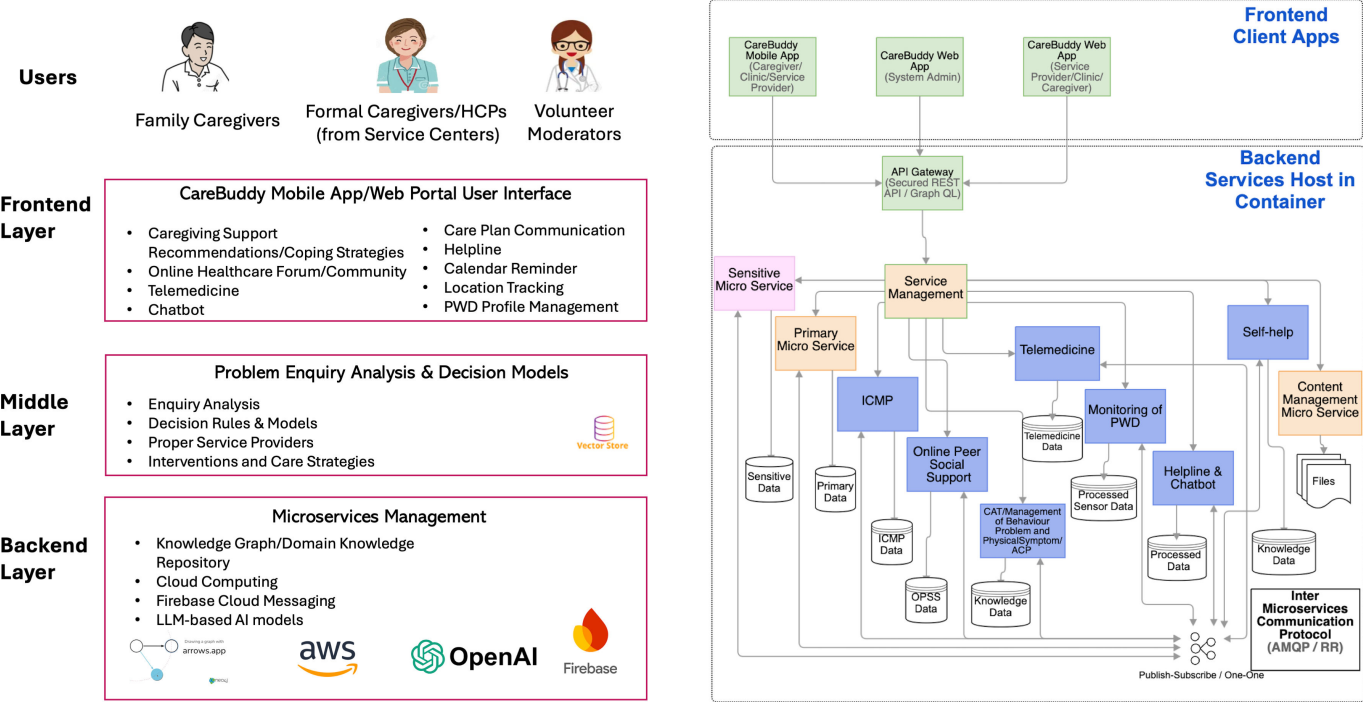 Users
Family Caregivers
Formal Caregivers/HCPs
(from Service Centers)
Volunteer
Moderators
Frontend
Layer
CareBuddy Mobile App/Web Portal User Interface
• Caregiving Support
Recommendations/Coping Strategies
• Online Healthcare Forum/Community
• Telemedicine
• Chatbot
• Care Plan Communication
• Helpline
• Calendar Reminder
• Location Tracking
• PWD Profile Management
Middle
Layer
Problem Enquiry Analysis & Decision Models
• Enquiry Analysis
• Decision Rules & Models
• Proper Service Providers
• Interventions and Care Strategies
Vector Store
Backend
Layer
Microservices Management
• Knowledge Graph/Domain Knowledge
Repository
• Cloud Computing
• Firebase Cloud Messaging
• LLM-based AI models
Drawing a graph with
arrows.app
aws
OpenAI
Firebase
Frontend
Client Apps
CareBuddy
Mobile App
(Caregiver/
Clinic/Service
Provider)
CareBuddy Web
App
(System Admin)
CareBuddy Web
App
(Service
Provider/Clinic/
Caregiver)
Backend
Services Host in
Container
API Gateway
(Secured REST
API / Graph QL)
Sensitive
Micro Service
Service
Management
Primary
Micro Service
Telemedicine
Self-help
ICMP
Monitoring of
PWD
Content
Management
Micro Service
Telemedicine
Data
Online Peer
Social
Support
Helpline &
Chatbot
Sensitive
Data
Primary
Data
Processed
Sensor Data
Files
CAT/Management
of Behaviour
Problem and
PhysicalSymptom/
ACP
ICMP
Data
Processed
Data
Knowledge
Data
OPSS
Data
Knowledge
Data
Inter
Microservices
Communication
Protocol
(AMQP / RR)
Publish-Subscribe / One-One